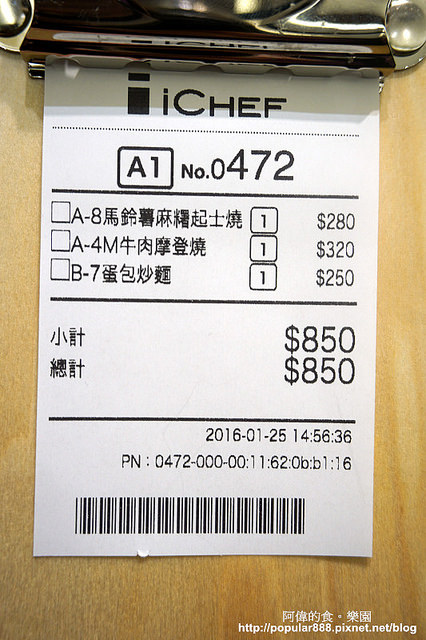 iCHEF
A1 No.0472
A-8馬鈴薯麻糬起士燒 1 $280
A-4M牛肉摩登燒 1 $320
B-7蛋包炒麵 1 $250
小計 $850
總計 $850
2016-01-25 14:56:36
PN：0472-000-00:11:62:0b:b1:16
阿偉的食。樂園
http://popular888.pixnet.net/blog